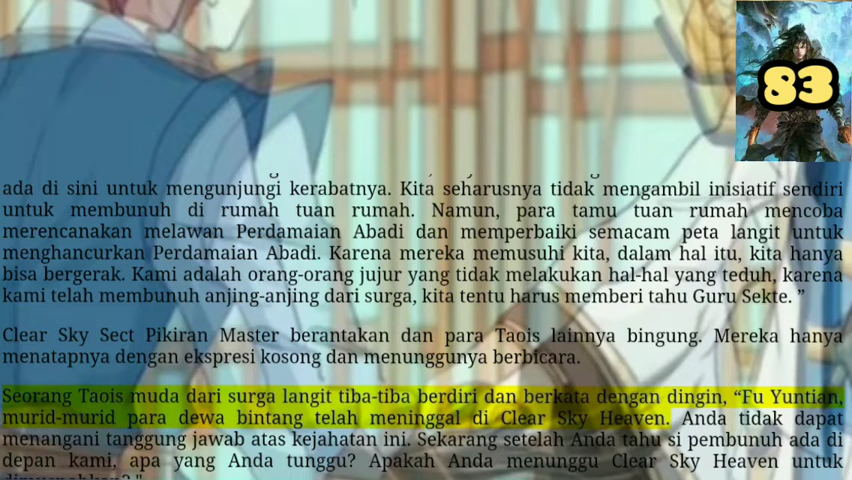 83
ada di sini untuk mengunjungi kerabatnya. Kita seharusnya tidak mengambil inisiatif sendiri
untuk membunuh di rumah tuan rumah. Namun, para tamu tuan rumah mencoba
merencanakan melawan Perdamaian Abadi dan memperbaiki semacam peta langit untuk
menghancurkan Perdamaian Abadi. Karena mereka memusuhi kita, dalam hal itu, kita hanya
bisa bergerak. Kami adalah orang-orang jujur yang tidak melakukan hal-hal yang teduh, karena
kami telah membunuh anjing-anjing dari surga, kita tentu harus memberi tahu Guru Sekte. ”
Clear Sky Sect Pikiran Master berantakan dan para Taois lainnya bingung. Mereka hanya
menatapnya dengan ekspresi kosong dan menunggunya berbicara.
Seorang Taois muda dari surga langit tiba-tiba berdiri dan berkata dengan dingin, “Fu Yuntian,
murid-murid para dewa bintang telah meninggal di Clear Sky Heaven. Anda tidak dapat
menangani tanggung jawab atas kejahatan ini. Sekarang setelah Anda tahu si pembunuh ada di
depan kami, apa yang Anda tunggu? Apakah Anda menunggu Clear Sky Heaven untuk